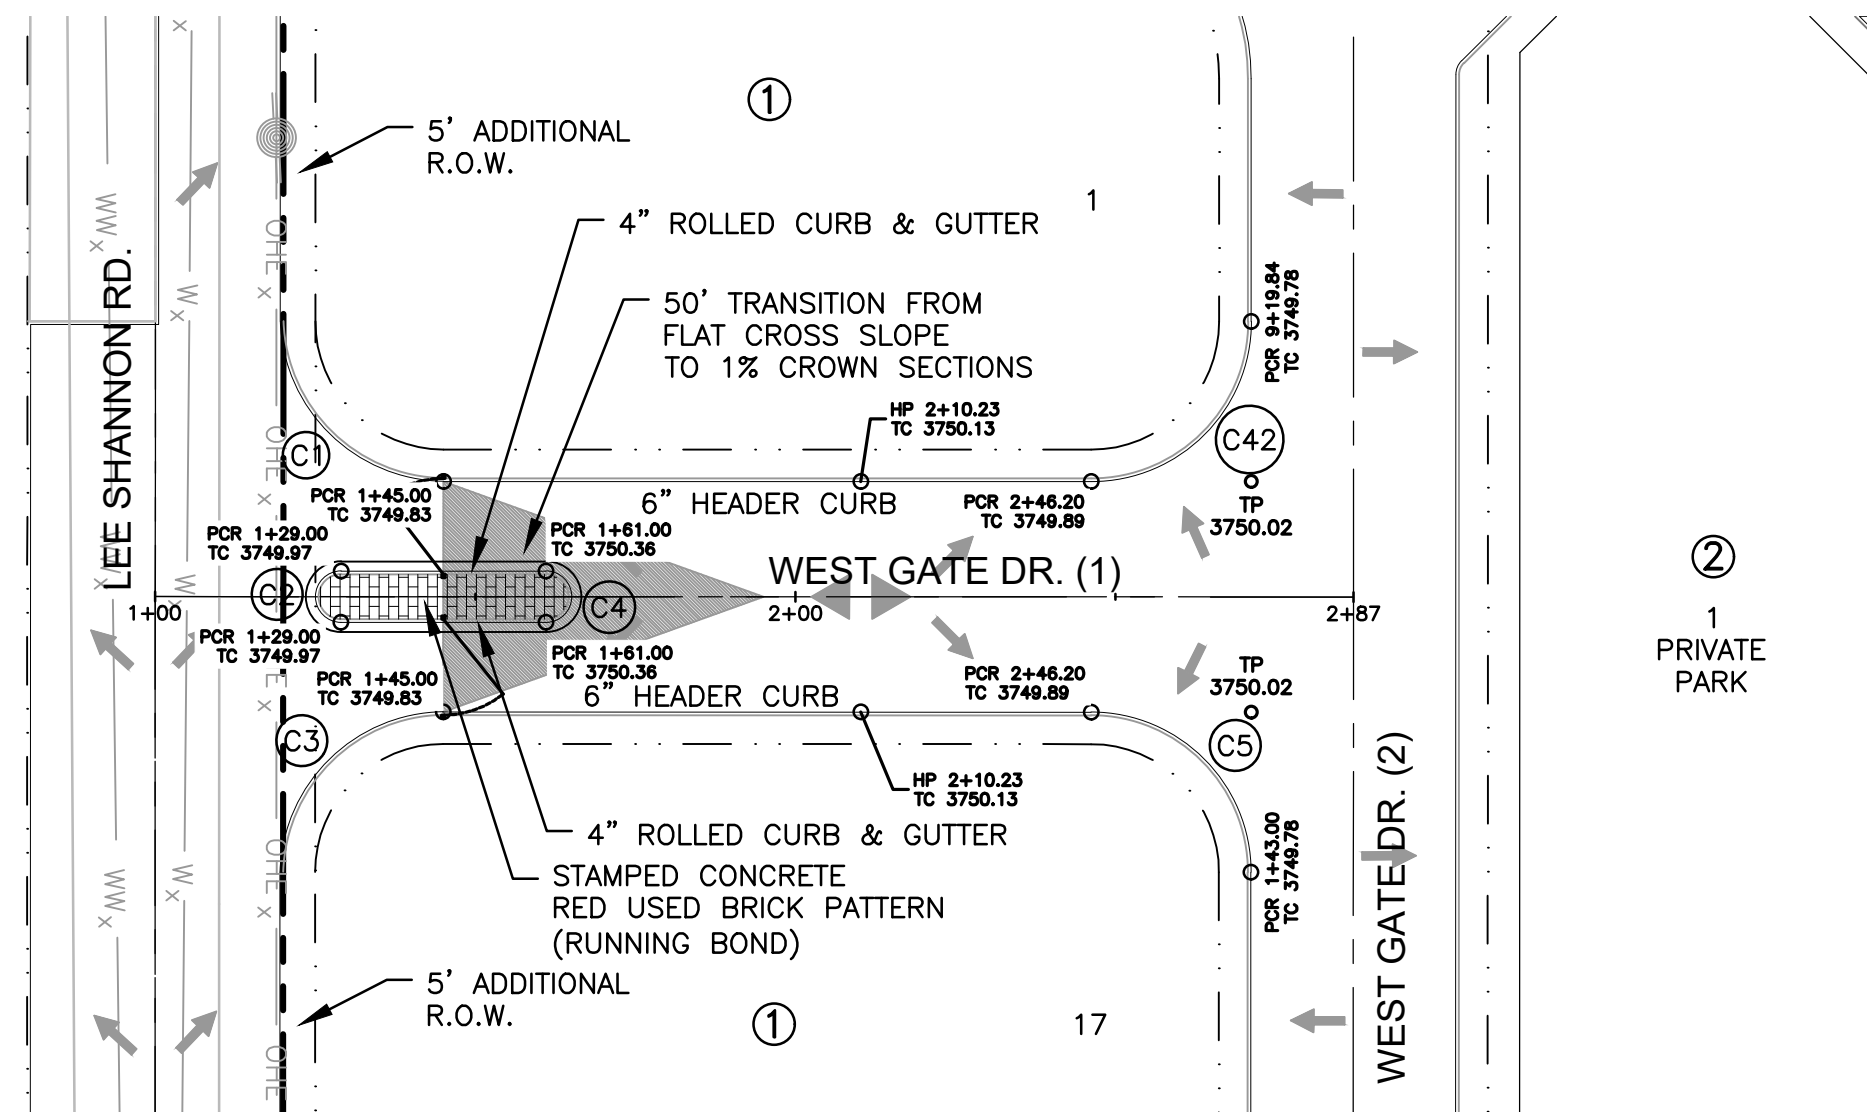 1
5' ADDITIONAL
R.O.W.
1
4" ROLLED CURB & GUTTER
50' TRANSITION FROM
FLAT CROSS SLOPE
TO 1% CROWN SECTIONS
WW
x
W
x
OHE
x
LEE SHANNON RD.
PCR 9+19.84
TC 3749.78
HP 2+10.23
TC 3750.13
C1
C42
OHE
x
PCR 1+45.00
TC 3749.83
6" HEADER CURB
PCR 2+46.20
TC 3749.89
TP
3750.02
PCR 1+29.00
TC 3749.97
PCR 1+61.00
TC 3750.36
WEST GATE DR. (1)
2
C2
C4
W
x
1+00
2+00
2+87
1
PRIVATE
PARK
PCR 1+29.00
TC 3749.97
PCR 1+61.00
TC 3750.36
PCR 1+45.00
TC 3749.83
6" HEADER CURB
PCR 2+46.20
TC 3749.89
TP
3750.02
x
C3
C5
HP 2+10.23
TC 3750.13
WEST GATE DR. (2)
4" ROLLED CURB & GUTTER
PCR 1+43.00
TC 3749.78
STAMPED CONCRETE
RED USED BRICK PATTERN
(RUNNING BOND)
WW
x
W
x
OHE
x
5' ADDITIONAL
R.O.W.
1
17
OHE